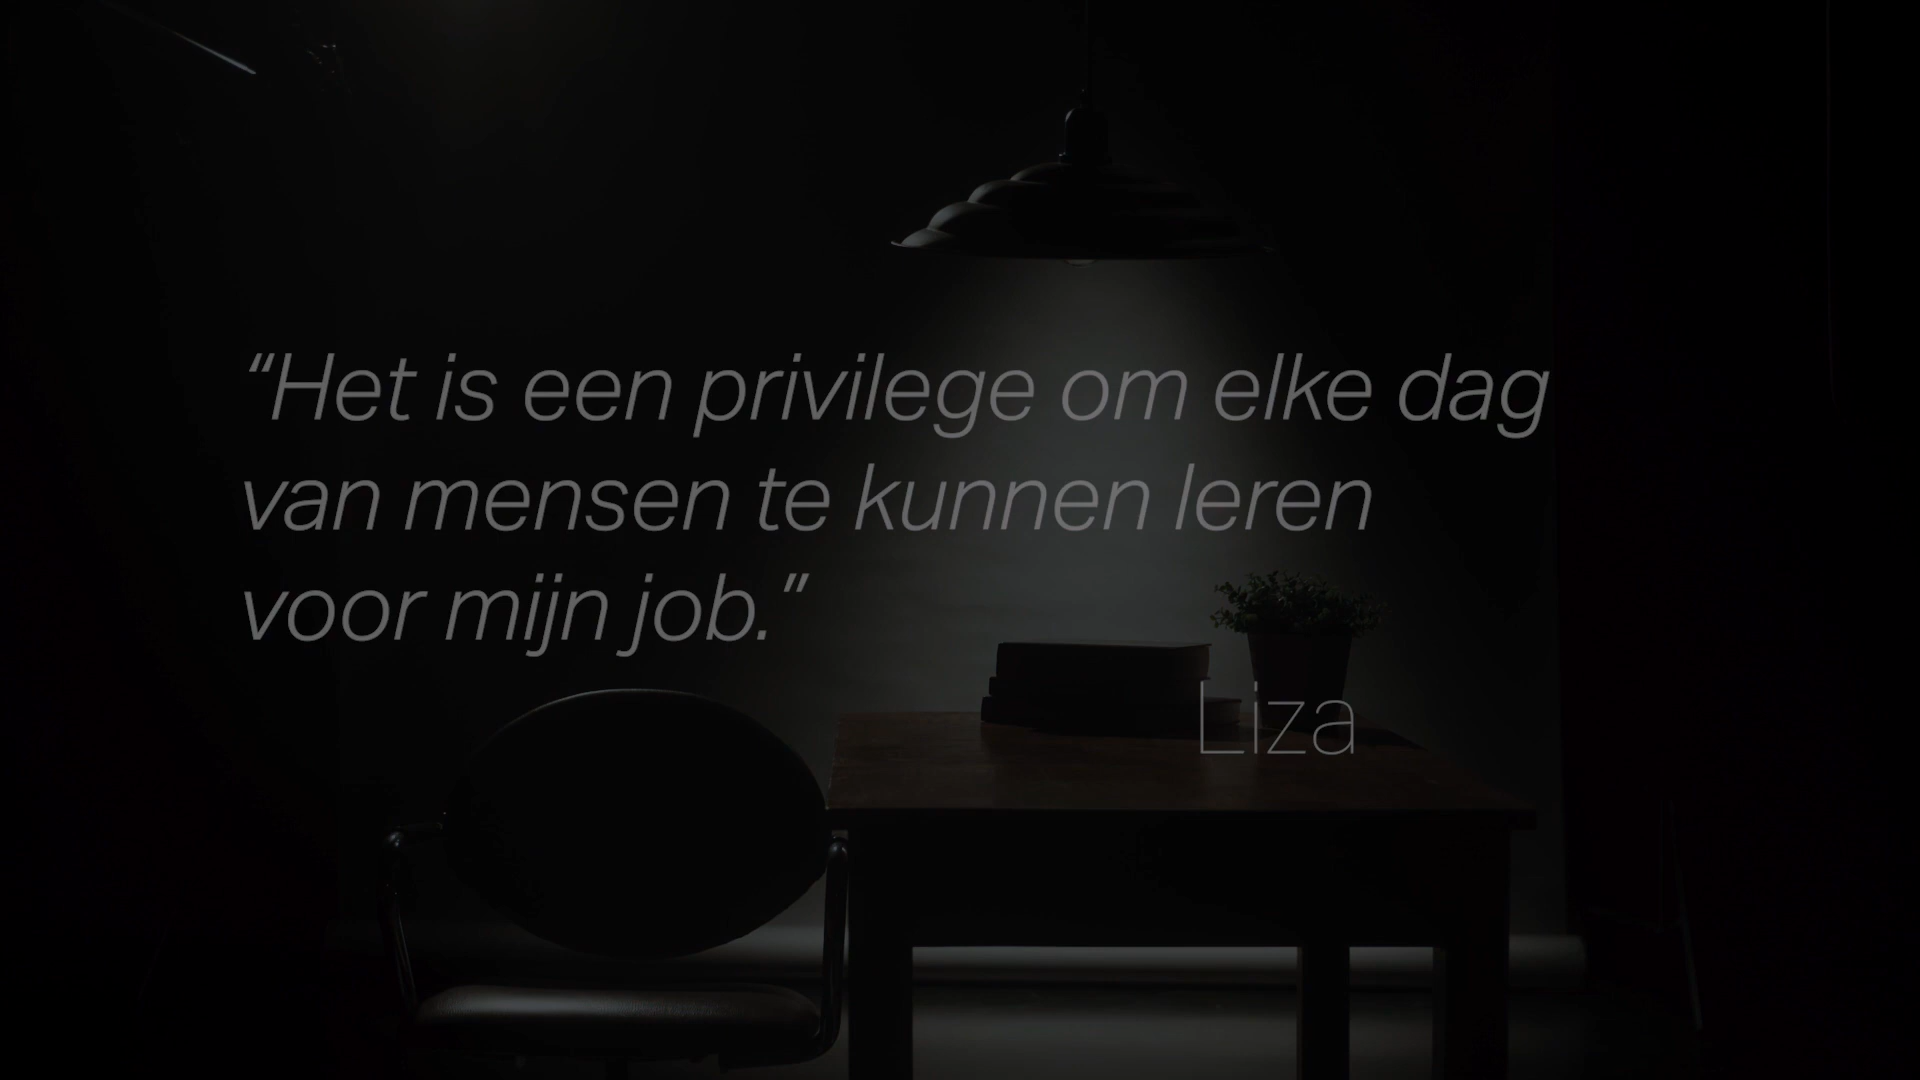 “Het is een privilege om elke dag
van mensen te kunnen leren
voor mijn job.”
Liza